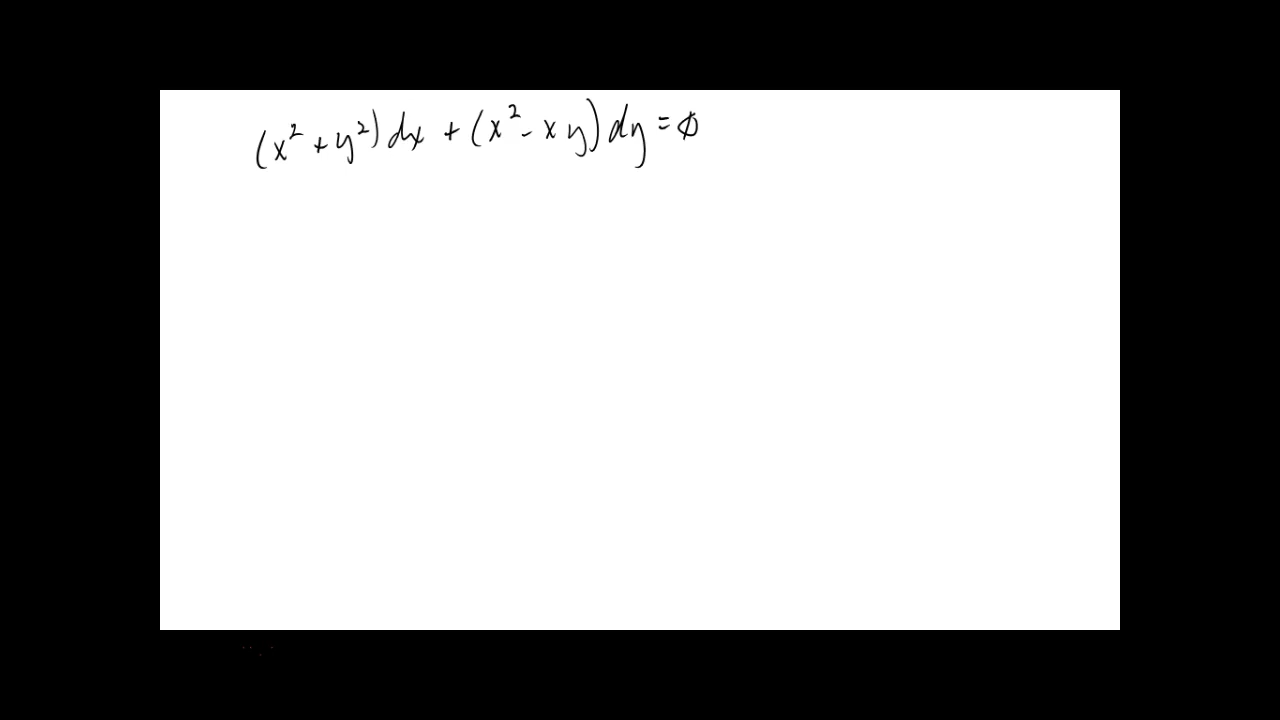 (x² + y²) dx + (x² - xy) dy = 0